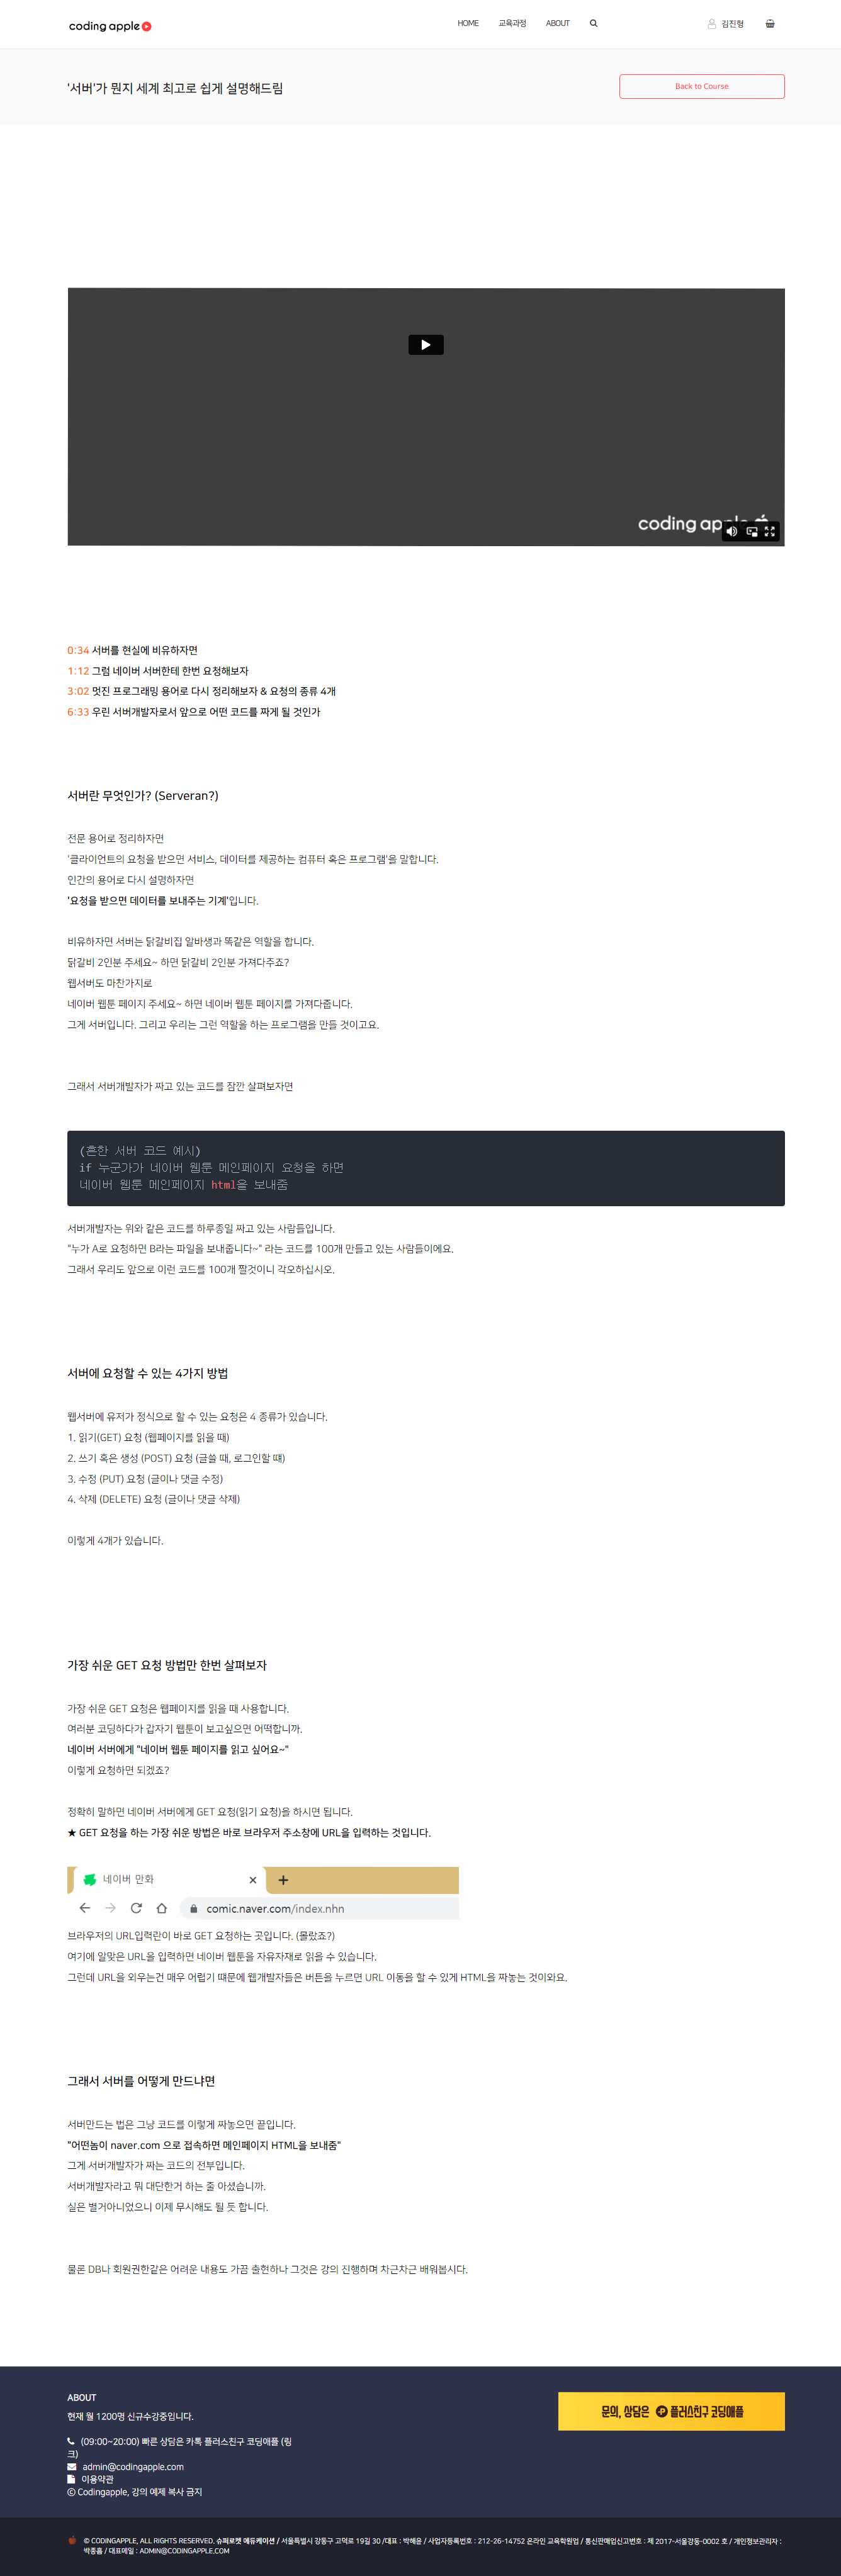 coding apple
HOME 교육과정 ABOUT 김진형
'서버'가 뭔지 세계 최고로 쉽게 설명해드림
Back to Course
coding ap
0:34 서버를 현실에 비유하자면
1:12 그럼 네이버 서버한테 한번 요청해보자
3:02 멋진 프로그래밍 용어로 다시 정리해보자 & 요청의 종류 4개
6:33 우린 서버개발자로서 앞으로 어떤 코드를 짜게 될 것인가
서버란 무엇인가? (Serveran?)
전문 용어로 정리하자면
'클라이언트의 요청을 받으면 서비스, 데이터를 제공하는 컴퓨터 혹은 프로그램'을 말합니다.
인간의 용어로 다시 설명하자면
'요청을 받으면 데이터를 보내주는 기계'입니다.
비유하자면 서버는 닭갈비집 알바생과 똑같은 역할을 합니다.
닭갈비 2인분 주세요~ 하면 닭갈비 2인분 가져다주죠?
웹서버도 마찬가지로
네이버 웹툰 페이지 주세요~ 하면 네이버 웹툰 페이지를 가져다줍니다.
그게 서버입니다. 그리고 우리는 그런 역할을 하는 프로그램을 만들 것이고요.
그래서 서버개발자가 짜고 있는 코드를 잠깐 살펴보자면
(흔한 서버 코드 예시)
if 누군가가 네이버 웹툰 메인페이지 요청을 하면
네이버 웹툰 메인페이지 html을 보내줌
서버개발자는 위와 같은 코드를 하루종일 짜고 있는 사람들입니다.
"누가 A로 요청하면 B라는 파일을 보내줍니다~" 라는 코드를 100개 만들고 있는 사람들이에요.
그래서 우리도 앞으로 이런 코드를 100개 짤것이니 각오하십시오.
서버에 요청할 수 있는 4가지 방법
웹서버에 유저가 정식으로 할 수 있는 요청은 4 종류가 있습니다.
1. 읽기(GET) 요청 (웹페이지를 읽을 때)
2. 쓰기 혹은 생성 (POST) 요청 (글쓸 때, 로그인할 때)
3. 수정 (PUT) 요청 (글이나 댓글 수정)
4. 삭제 (DELETE) 요청 (글이나 댓글 삭제)
이렇게 4개가 있습니다.
가장 쉬운 GET 요청 방법만 한번 살펴보자
가장 쉬운 GET 요청은 웹페이지를 읽을 때 사용합니다.
여러분 코딩하다가 갑자기 웹툰이 보고싶으면 어떡합니까.
네이버 서버에게 "네이버 웹툰 페이지를 읽고 싶어요~"
이렇게 요청하면 되겠죠?
정확히 말하면 네이버 서버에게 GET 요청(읽기 요청)을 하시면 됩니다.
★ GET 요청을 하는 가장 쉬운 방법은 바로 브라우저 주소창에 URL을 입력하는 것입니다.
네이버 만화
comic.naver.com/index.nhn
브라우저의 URL입력란이 바로 GET 요청하는 곳입니다. (몰랐죠?)
여기에 알맞은 URL을 입력하면 네이버 웹툰을 자유자재로 읽을 수 있습니다.
그런데 URL을 외우는건 매우 어렵기 떄문에 웹개발자들은 버튼을 누르면 URL 이동을 할 수 있게 HTML을 짜놓는 것이와요.
그래서 서버를 어떻게 만드냐면
서버만드는 법은 그냥 코드를 이렇게 짜놓으면 끝입니다.
"어떤놈이 naver.com 으로 접속하면 메인페이지 HTML을 보내줌"
그게 서버개발자가 짜는 코드의 전부입니다.
서버개발자라고 뭐 대단한거 하는 줄 아셨습니까.
실은 별거아니었으니 이제 무시해도 될 듯 합니다.
물론 DB나 회원권한같은 어려운 내용도 가끔 출현하나 그것은 강의 진행하며 차근차근 배워봅시다.
ABOUT
현재 월 1200명 신규수강중입니다.
(09:00~20:00) 빠른 상담은 카톡 플러스친구 코딩애플 (링
크)
admin@codingapple.com
이용약관
ⓒ Codingapple, 강의 예제 복사 금지
문의, 상담은 플러스친구 코딩애플
© CODINGAPPLE, ALL RIGHTS RESERVED. 슈퍼로켓 에듀케이션 / 서울특별시 강동구 고덕로 19길 30 /대표 : 박해윤 / 사업자등록번호 : 212-26-14752 온라인 교육학원업 / 통신판매업신고번호 : 제 2017-서울강동-0002 호 / 개인정보관리자 :
박종흠 / 대표메일 : ADMIN@CODINGAPPLE.COM